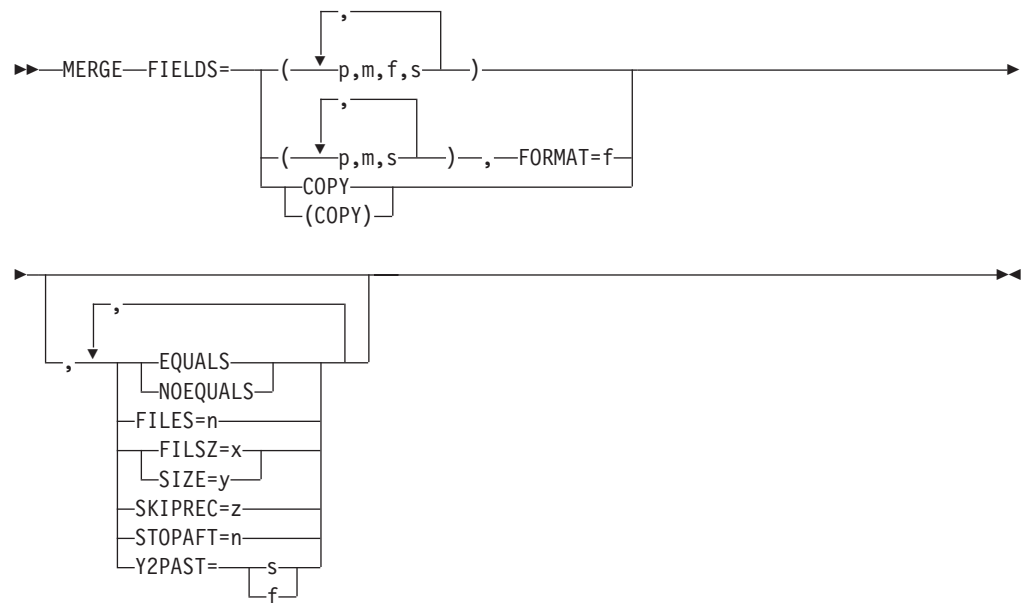 ,
MERGE FIELDS= ( p,m,f,s )
,
( p,m,s ) , FORMAT=f
COPY
(COPY)
,
, EQUALS
NOEQUALS
FILES=n
FILSZ=x
SIZE=y
SKIPREC=z
STOPAFT=n
Y2PAST= s
f